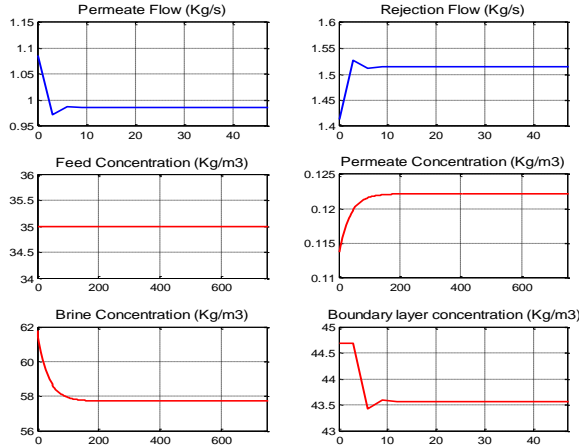 Permeate Flow (Kg/s)
1.15
1.1
1.05
1
0.95
0 10 20 30 40
Rejection Flow (Kg/s)
1.6
1.55
1.5
1.45
1.4
0 10 20 30 40
Feed Concentration (Kg/m3)
36
35.5
35
34.5
34
0 200 400 600
Permeate Concentration (Kg/m3)
0.125
0.12
0.115
0.11
0 200 400 600
Brine Concentration (Kg/m3)
62
60
58
56
0 200 400 600
Boundary layer concentration (Kg/m3)
45
44.5
44
43.5
43
0 10 20 30 40